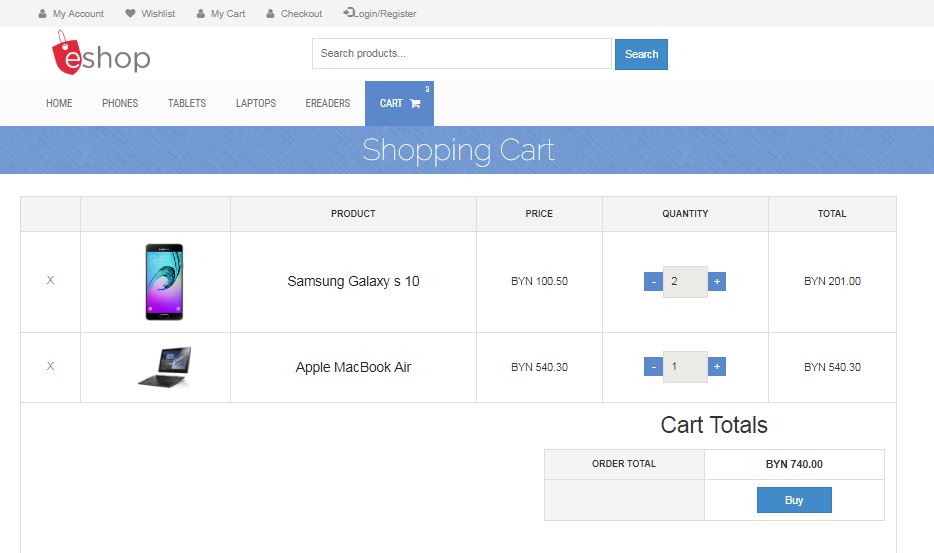 My Account Wishlist My Cart Checkout Login/Register
eshop
Search products... Search
HOME PHONES TABLETS LAPTOPS EREADERS CART 3
Shopping Cart
PRODUCT PRICE QUANTITY TOTAL
X Samsung Galaxy s 10 BYN 100.50 - 2 + BYN 201.00
X Apple MacBook Air BYN 540.30 - 1 + BYN 540.30
Cart Totals
ORDER TOTAL BYN 740.00
Buy